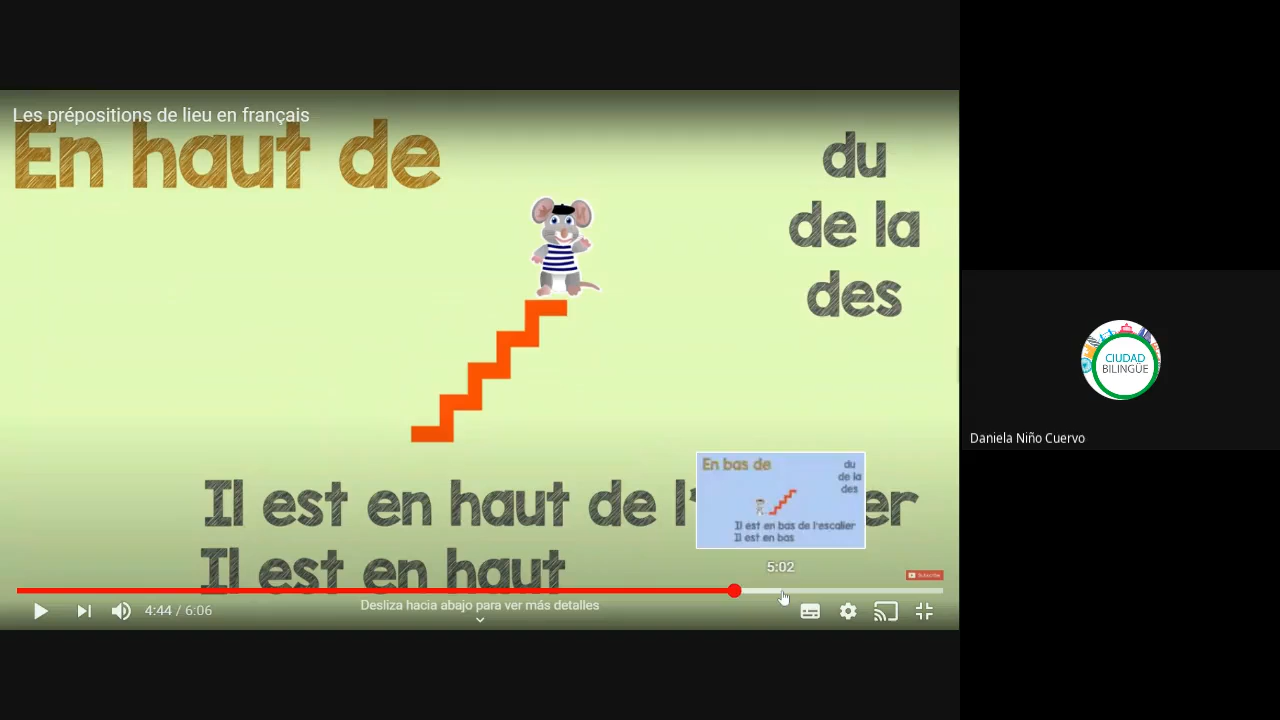 Les prépositions de lieu en français
En haut de
du
de la
des
Il est en haut de l'
er
Il est en haut
En bas de
du
de la
des
Il est en bas de l'escalier
Il est en bas
5:02
Subscribe
4:44 / 6:06
Desliza hacia abajo para ver más detalles
CIUDAD
BILINGÜE
Daniela Niño Cuervo